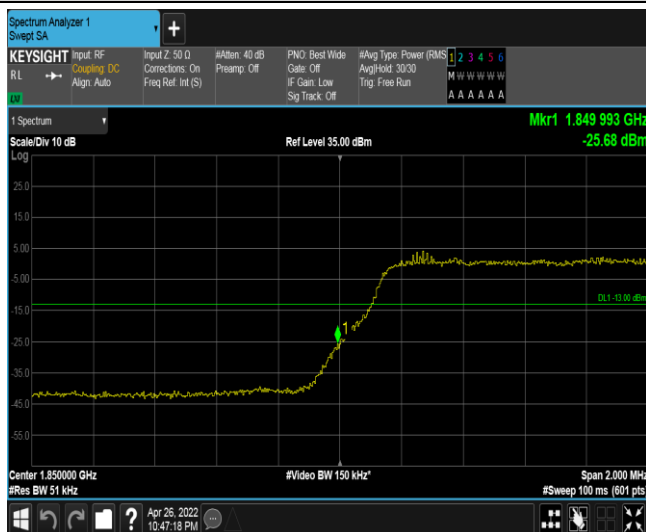 Spectrum Analyzer 1
Swept SA
KEYSIGHT
RL
Input: RF
Coupling: DC
Align: Auto
Input Z: 50 Ω
Corrections: On
Freq Ref: Int (S)
#Atten: 40 dB
Preamp: Off
PNO: Best Wide
Gate: Off
IF Gain: Low
Sig Track: Off
#Avg Type: Power (RMS
Avg|Hold: 30/30
Trig: Free Run
1 2 3 4 5 6
M W W W W W
A A A A A A
1 Spectrum
Scale/Div 10 dB
Ref Level 35.00 dBm
Mkr1 1.849 993 GHz
-25.68 dBm
Log
25.0
15.0
5.00
-5.00
DL1 -13.00 dBm
-15.0
1
-25.0
-35.0
-45.0
-55.0
Center 1.850000 GHz
#Res BW 51 kHz
#Video BW 150 kHz*
Span 2.000 MHz
#Sweep 100 ms (601 pts)
?
Apr 26, 2022
10:47:18 PM